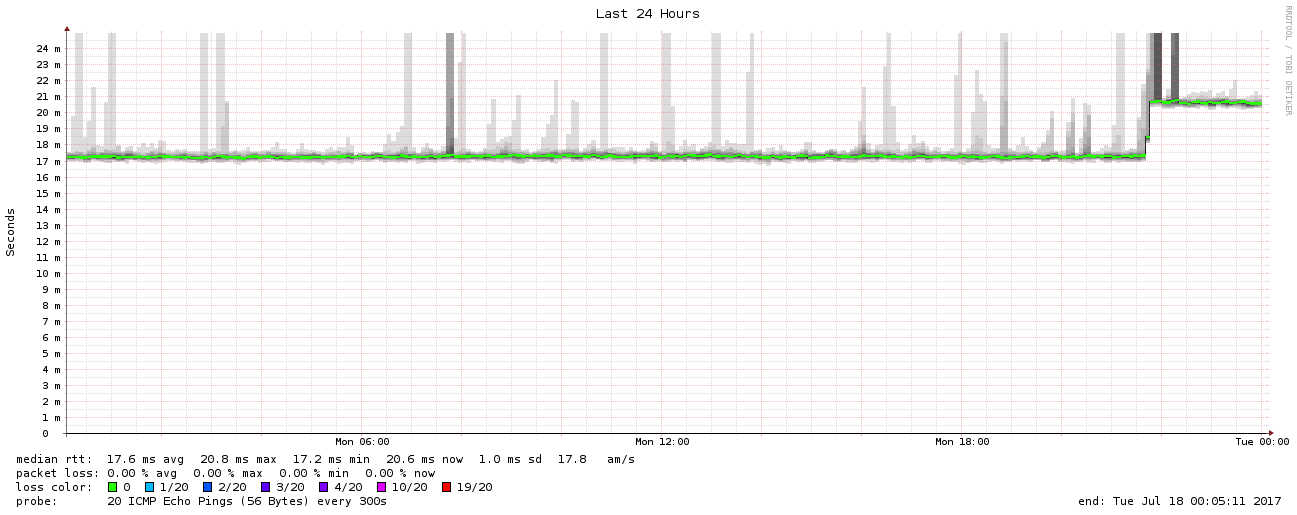 Last 24 Hours
RRDTOOL / TOBI OETIKER
Seconds
24 m
23 m
22 m
21 m
20 m
19 m
18 m
17 m
16 m
15 m
14 m
13 m
12 m
11 m
10 m
9 m
8 m
7 m
6 m
5 m
4 m
3 m
2 m
1 m
0
Mon 06:00 Mon 12:00 Mon 18:00 Tue 00:00
median rtt: 17.6 ms avg 20.8 ms max 17.2 ms min 20.6 ms now 1.0 ms sd 17.8 am/s
packet loss: 0.00 % avg 0.00 % max 0.00 % min 0.00 % now
loss color: 0 1/20 2/20 3/20 4/20 10/20 19/20
probe: 20 ICMP Echo Pings (56 Bytes) every 300s end: Tue Jul 18 00:05:11 2017